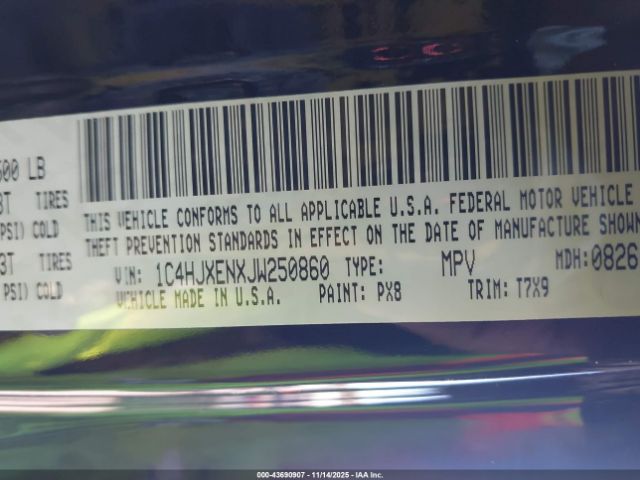 600 LB
TIRES
PSI) COLD
3T TIRES
PSI) COLD
THIS VEHICLE CONFORMS TO ALL APPLICABLE U.S.A. FEDERAL MOTOR VEHICLE
THEFT PREVENTION STANDARDS IN EFFECT ON THE DATE OF MANUFACTURE SHOWN
VIN: 1C4HJXENXJW250860 TYPE: MPV MDH:0826
VEHICLE MADE IN U.S.A. PAINT: PX8 TRIM: T7X9
000-43690907 - 11/14/2025 - IAA Inc.